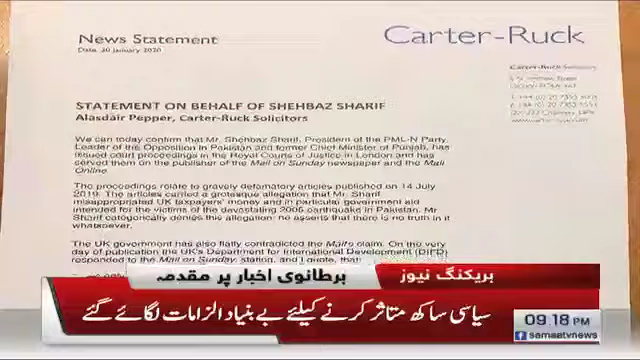 News Statement
Carter-Ruck
STATEMENT ON BEHALF OF SHEHBAZ SHARIF
Alasdair Pepper, Carter-Ruck Solicitors
We can today confirm that Mr. Shehbaz Sharif, President of the PML-N Party,
Leader of the Opposition in Pakistan and former Chief Minister of Punjab, has
issued court proceedings in the Royal Courts of Justice in London and has
served them on the publisher of the Mail on Sunday newspaper and the Mail
Online.
The proceedings relate to gravely defamatory articles published on 14 July
2019. The articles carried a grotesque allegation that Mr. Sharif
misappropriated UK taxpayers' money and in particular government aid
intended for the victims of the devastating 2005 earthquake in Pakistan. Mr
Sharif categorically denies this allegation; he asserts that there is no truth in it
whatsoever.
The UK government has also flatly contradicted the Mail's claim. On the very
day of publication the UK's Department for International Development (DIFD)
responded to the Mail on Sunday
بریکنگ نیوز
برطانوی اخبار پر مقدمہ
سیاسی ساکھ متاثر کرنے کیلئے بے بنیاد الزامات لگائے گئے
09:18 PM
samaatvnews